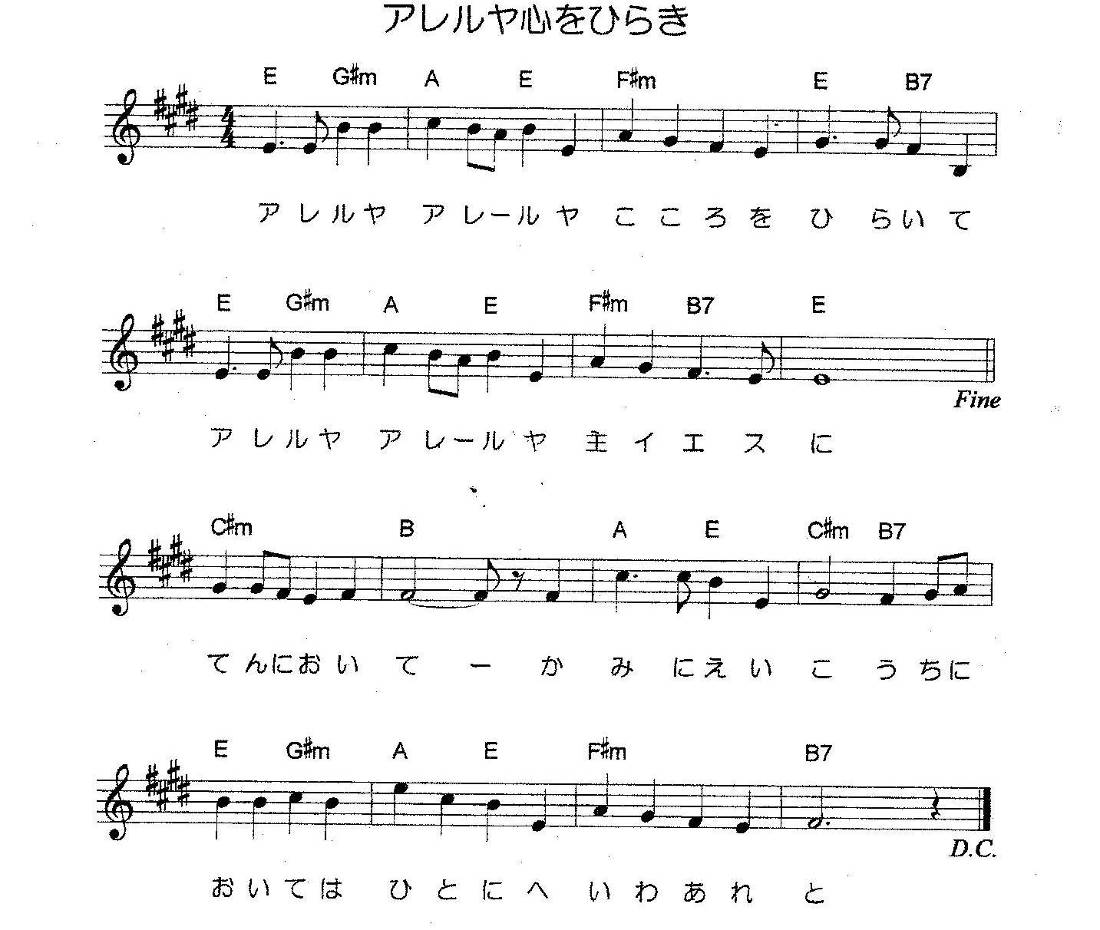 アレルヤ心をひらき
E G#m A E F#m E B7
4 4
アレルヤ アレールヤ こころを ひらいて
E G#m A E F#m B7 E
Fine
アレルヤ アレールヤ 主イエスに
C#m B A E C#m B7
てんにおいて ー かみにえいこうちに
E G#m A E F#m B7
D.C.
おいては ひとにへいわあれと